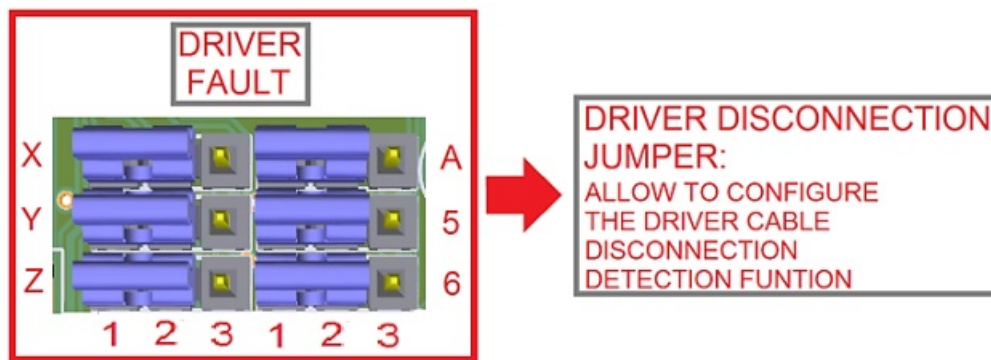 DRIVER
FAULT
X
A
Y
5
Z
6
1 2 3 1 2 3
DRIVER DISCONNECTION
JUMPER:
ALLOW TO CONFIGURE
THE DRIVER CABLE
DISCONNECTION
DETECTION FUNTION